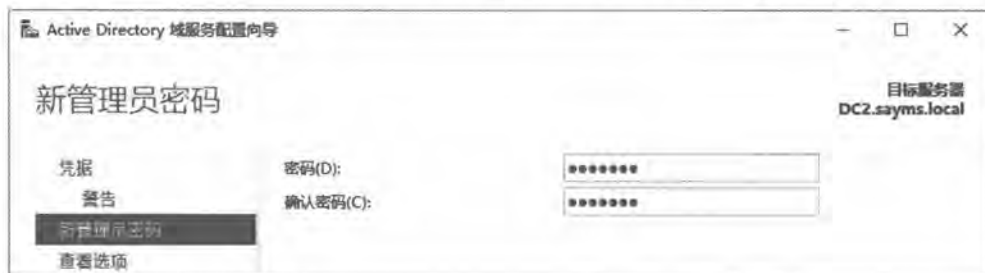 Active Directory 域服务配置向导
新管理员密码
目标服务器
DC2.sayms.local
凭据
密码(D):
●●●●●●●
警告
确认密码(C):
●●●●●●●
新管理员密码
查看选项